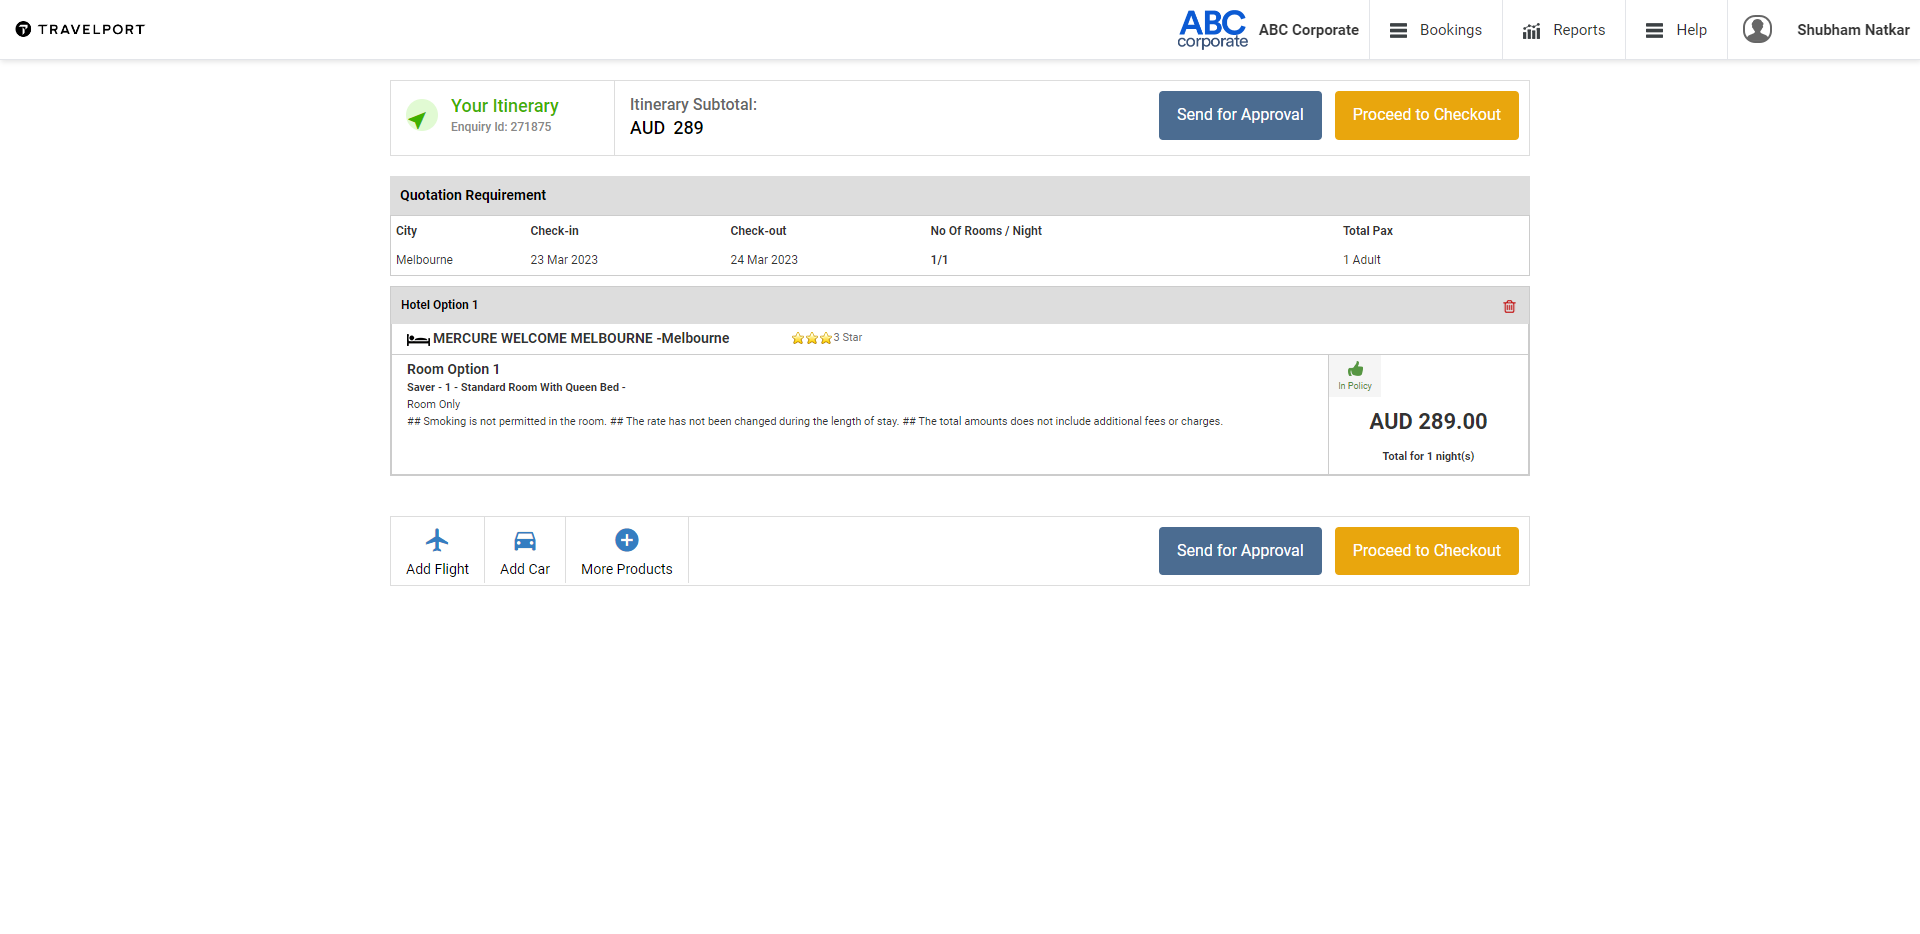 TRAVELPORT
ABC
corporate
ABC Corporate
Bookings
Reports
Help
Shubham Natkar
Your Itinerary
Enquiry Id: 271875
Itinerary Subtotal:
AUD 289
Send for Approval
Proceed to Checkout
Quotation Requirement
City Check-in Check-out No Of Rooms / Night Total Pax
Melbourne 23 Mar 2023 24 Mar 2023 1/1 1 Adult
Hotel Option 1
MERCURE WELCOME MELBOURNE -Melbourne 3 Star
Room Option 1
Saver - 1 - Standard Room With Queen Bed -
Room Only
## Smoking is not permitted in the room. ## The rate has not been changed during the length of stay. ## The total amounts does not include additional fees or charges.
In Policy
AUD 289.00
Total for 1 night(s)
Add Flight
Add Car
More Products
Send for Approval
Proceed to Checkout